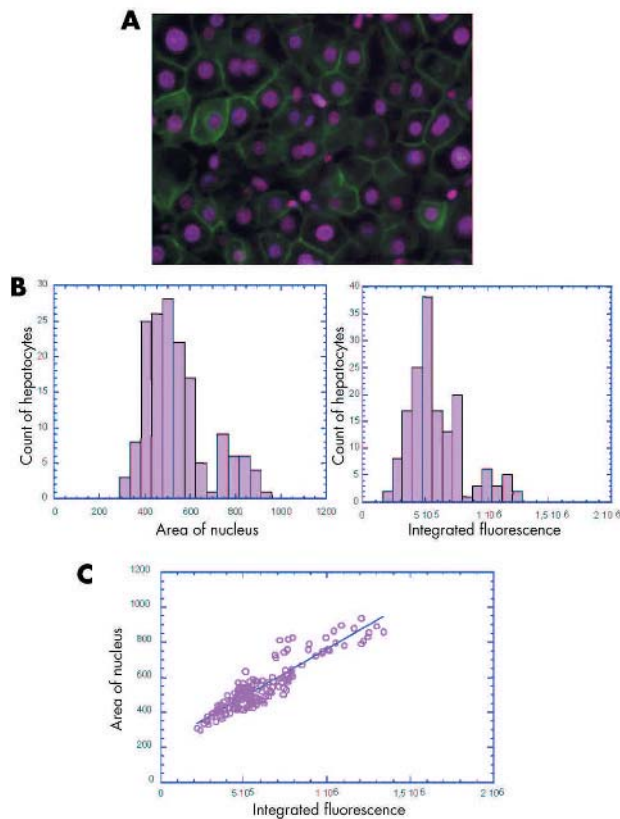 A
B
30
25
20
15
10
5
0
Count of hepatocytes
0
200
400
600
800
1000
1200
Area of nucleus
40
35
30
25
20
15
10
5
0
Count of hepatocytes
0
5 10 5
1 10 6
1,5 10 6
2 10 6
Integrated fluorescence
C
1200
1000
800
600
400
200
0
Area of nucleus
0
5 10 5
1 10 6
1,5 10 6
2 10 6
Integrated fluorescence